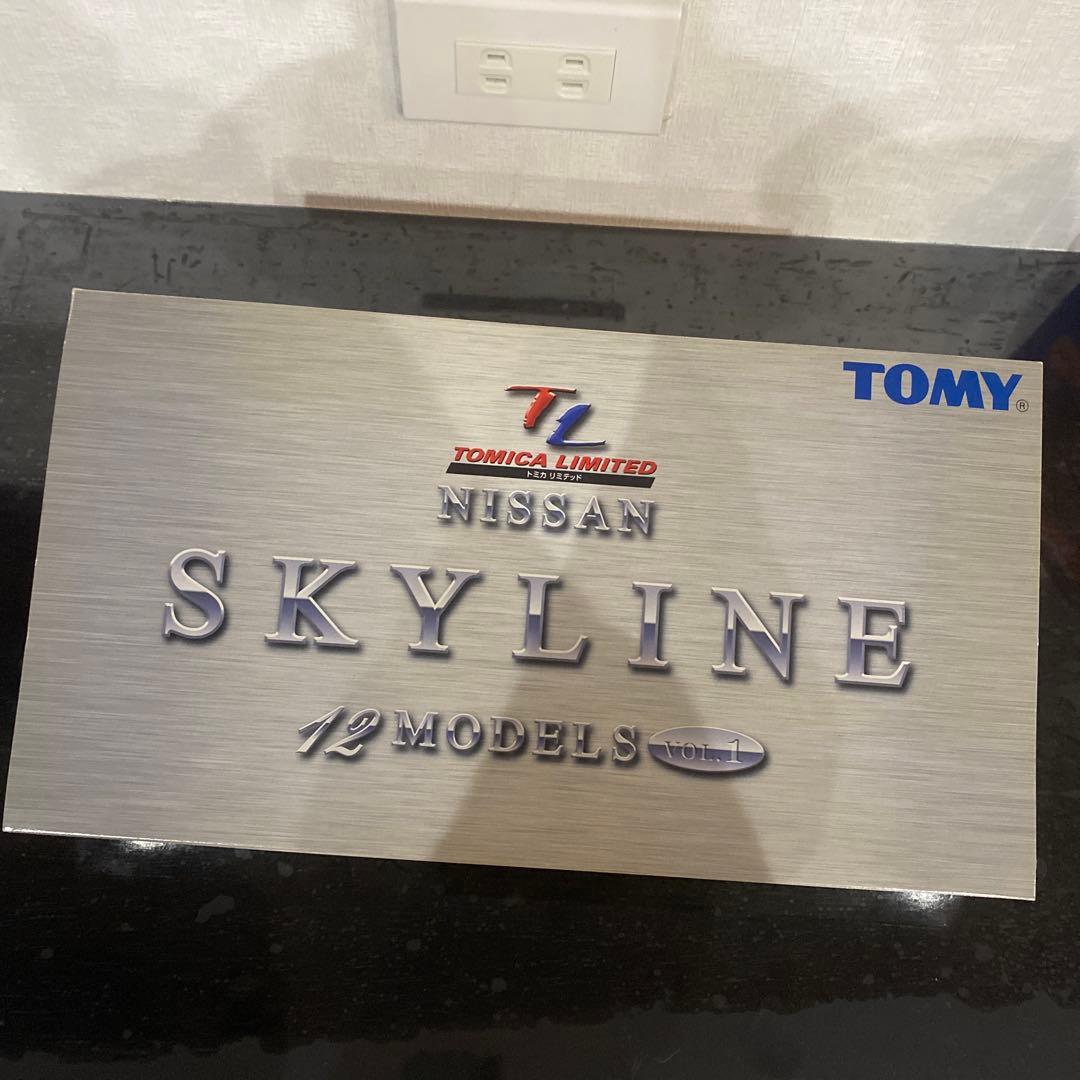 TOMY®
TL
TOMICA LIMITED
トミカ リミテッド
NISSAN
SKYLINE
12 MODELS VOL.1